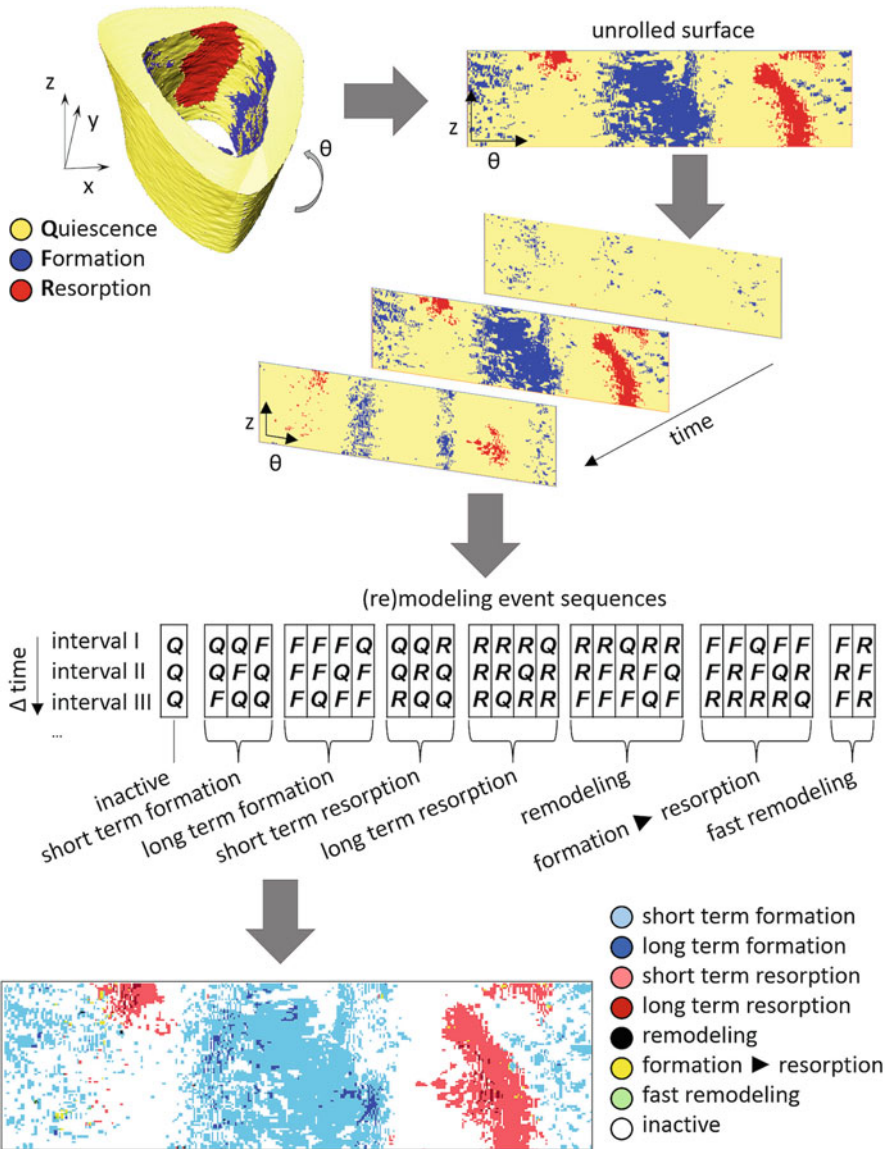 unrolled surface
z
y
x
θ
z
θ
Quiescence
Formation
Resorption
z
θ
time
(re)modeling event sequences
Δ time
interval I Q Q Q F F F F Q Q Q R R R R Q R R Q R R F F Q F F F R
interval II Q Q F Q F F Q F Q R Q R R Q R R F R F Q F R F Q R R F
interval III Q F Q Q F Q F F R Q Q R Q R R F F F Q F R R R R Q F R
...
inactive
short term formation
long term formation
short term resorption
long term resorption
remodeling
formation ► resorption
fast remodeling
short term formation
long term formation
short term resorption
long term resorption
remodeling
formation ► resorption
fast remodeling
inactive